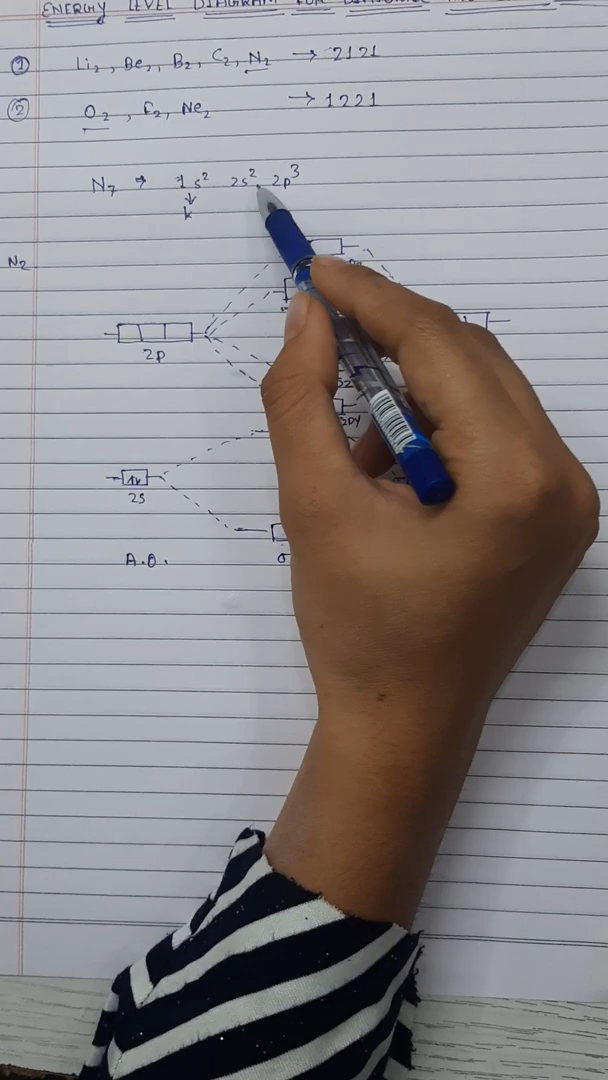 ENERGY LEVEL DIAGRAM FOR
① Li2, Be2, B2, C2, N2 → 2121
② O2, F2, Ne2 → 1221
N7 → 1s² 2s² 2p³
k
N2
2p
2py
2s
σ
A.O.